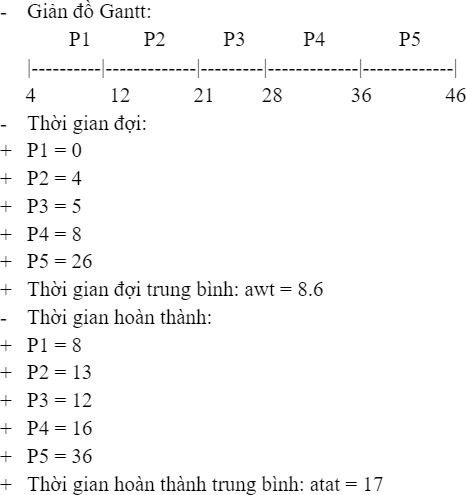 - Giản đồ Gantt:
P1 P2 P3 P4 P5
|----------|-------------|---------|-------------|-------------|
4 12 21 28 36 46
- Thời gian đợi:
+ P1 = 0
+ P2 = 4
+ P3 = 5
+ P4 = 8
+ P5 = 26
+ Thời gian đợi trung bình: awt = 8.6
- Thời gian hoàn thành:
+ P1 = 8
+ P2 = 13
+ P3 = 12
+ P4 = 16
+ P5 = 36
+ Thời gian hoàn thành trung bình: atat = 17